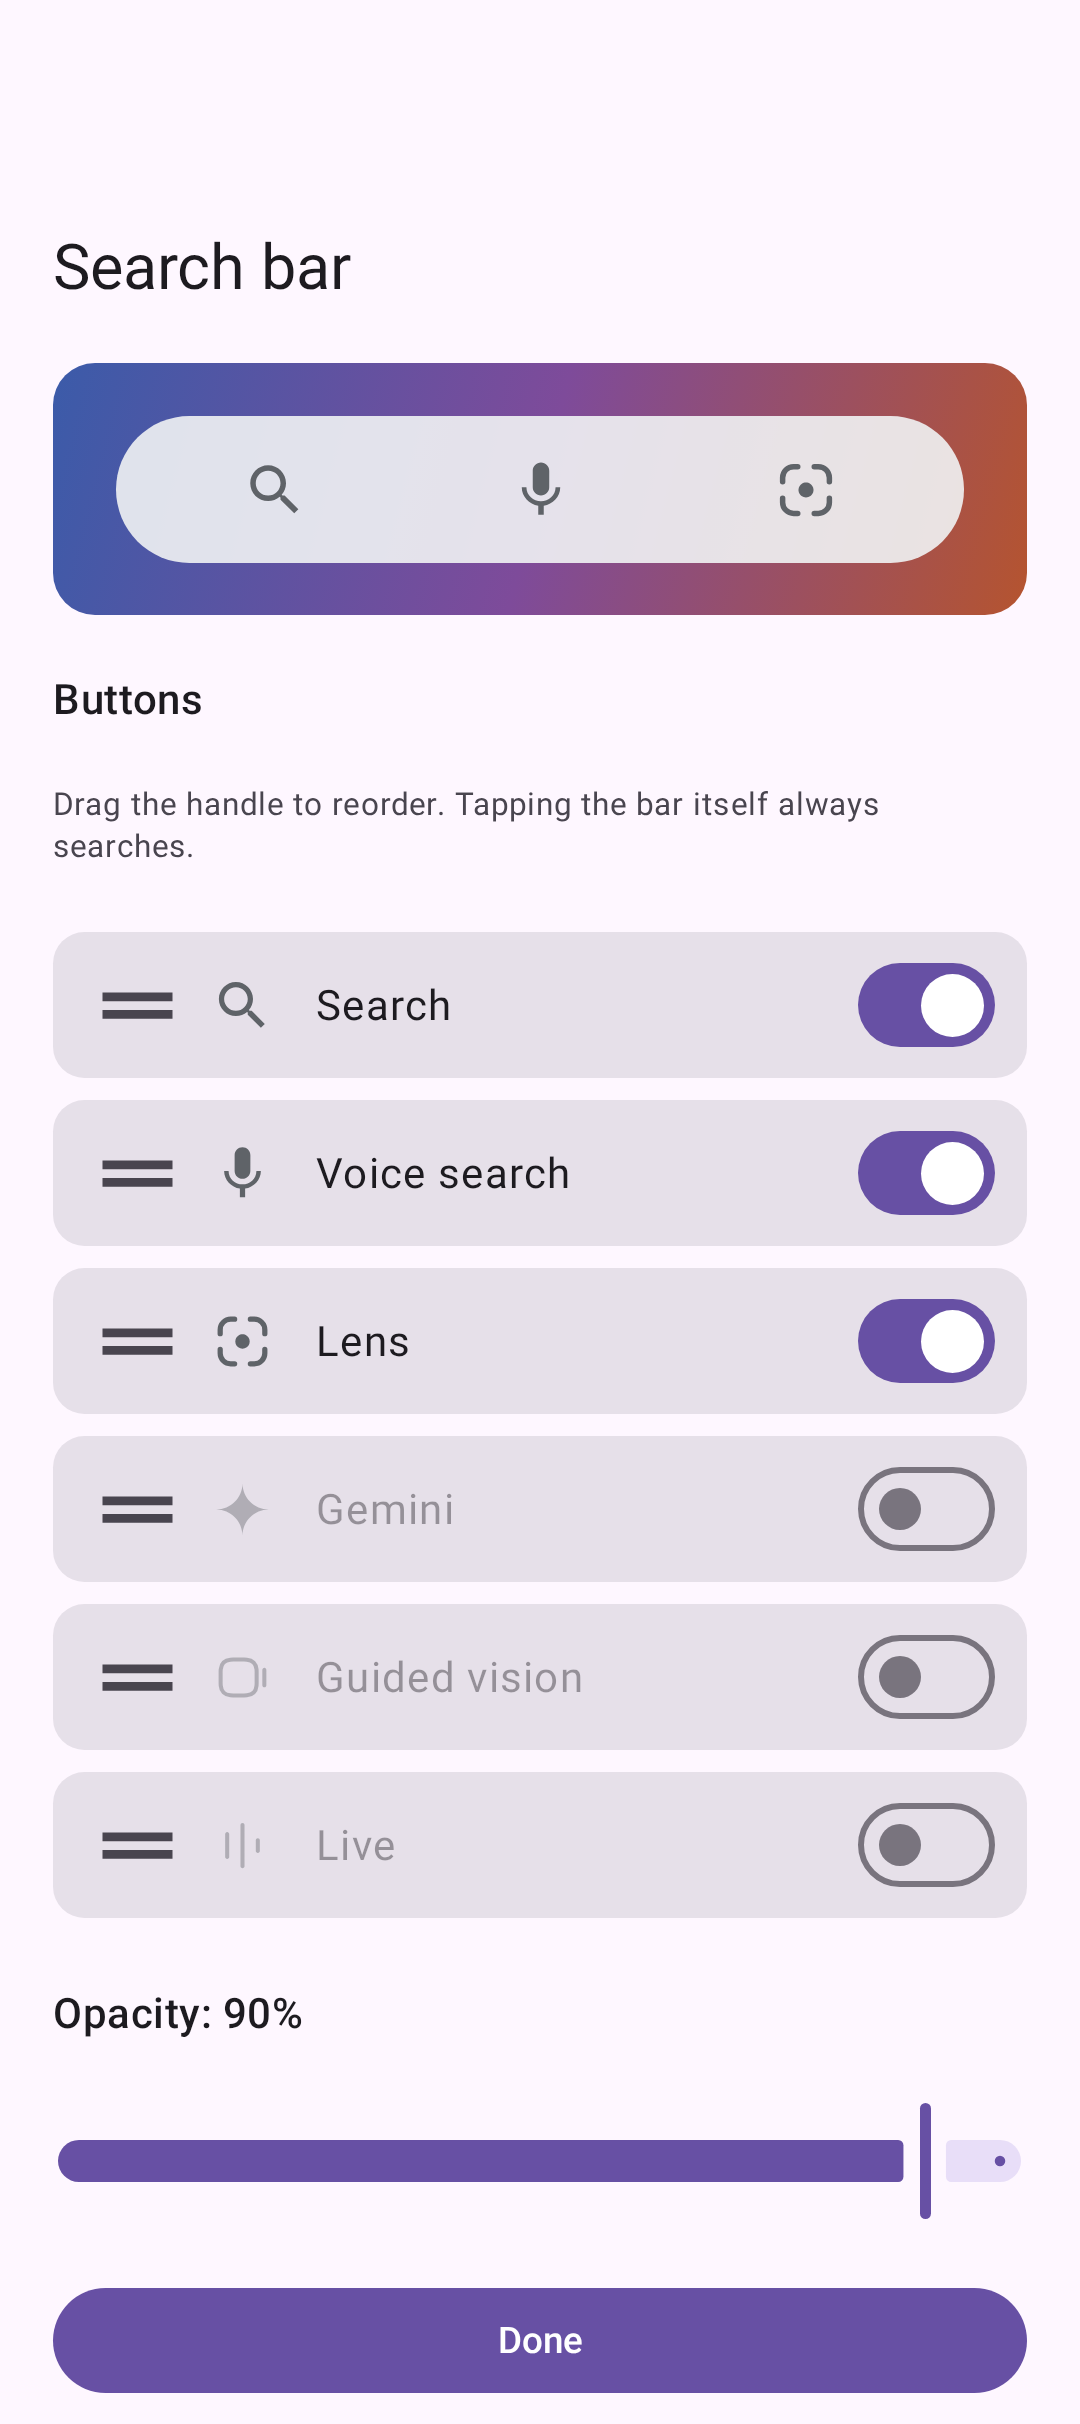 Search bar
Buttons
Drag the handle to reorder. Tapping the bar itself always
searches.
Search
Voice search
Lens
Gemini
Guided vision
Live
Opacity: 90%
Done